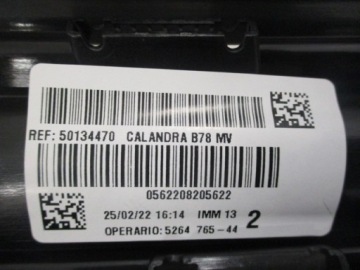 REF: 50134470 CALANDRA B78 MV
0562208205622
25/02/22 16:14 IMM 13 2
OPERARIO: 5264 765-44